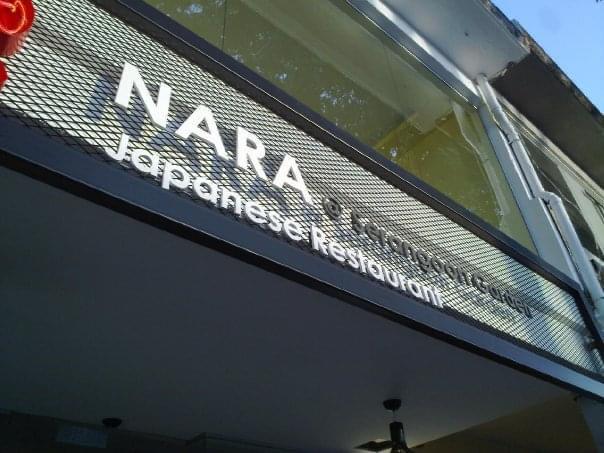 NARA @ Serangoon Garden
Japanese Restaurant